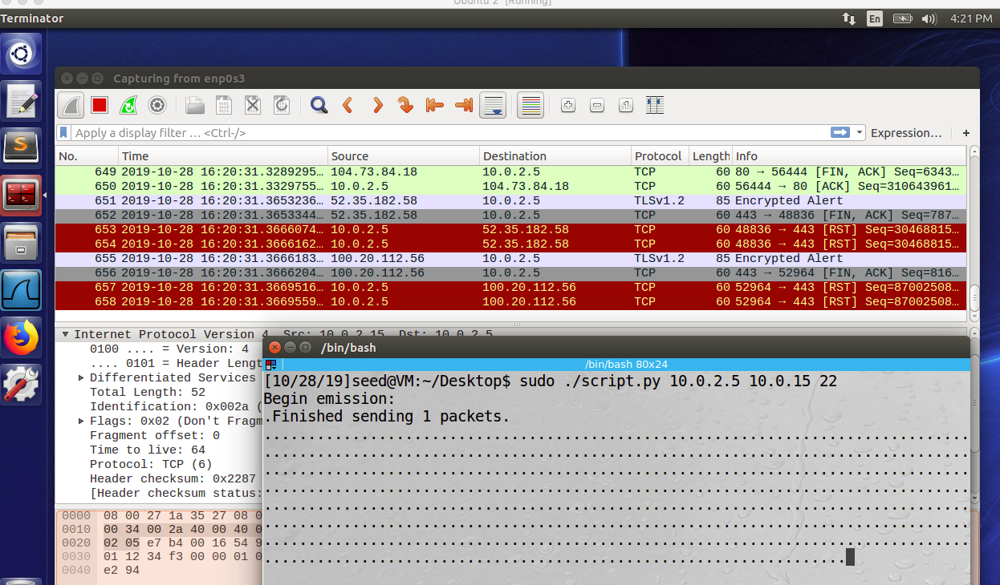 Ubuntu 2 [Running]
Terminator En 4:21 PM
Capturing from enp0s3
Apply a display filter … <Ctrl-/> Expression… +
No. Time Source Destination Protocol Length Info
649 2019-10-28 16:20:31.3289295… 104.73.84.18 10.0.2.5 TCP 60 80 → 56444 [FIN, ACK] Seq=6343…
650 2019-10-28 16:20:31.3329755… 10.0.2.5 104.73.84.18 TCP 60 56444 → 80 [ACK] Seq=310643961…
651 2019-10-28 16:20:31.3653236… 52.35.182.58 10.0.2.5 TLSv1.2 85 Encrypted Alert
652 2019-10-28 16:20:31.3653344… 52.35.182.58 10.0.2.5 TCP 60 443 → 48836 [FIN, ACK] Seq=787…
653 2019-10-28 16:20:31.3666074… 10.0.2.5 52.35.182.58 TCP 60 48836 → 443 [RST] Seq=30468815…
654 2019-10-28 16:20:31.3666162… 10.0.2.5 52.35.182.58 TCP 60 48836 → 443 [RST] Seq=30468815…
655 2019-10-28 16:20:31.3666183… 100.20.112.56 10.0.2.5 TLSv1.2 85 Encrypted Alert
656 2019-10-28 16:20:31.3666204… 100.20.112.56 10.0.2.5 TCP 60 443 → 52964 [FIN, ACK] Seq=816…
657 2019-10-28 16:20:31.3669516… 10.0.2.5 100.20.112.56 TCP 60 52964 → 443 [RST] Seq=87002508…
658 2019-10-28 16:20:31.3669559… 10.0.2.5 100.20.112.56 TCP 60 52964 → 443 [RST] Seq=87002508…
Internet Protocol Version 4, Src: 10.0.2.15, Dst: 10.0.2.5
0100 .... = Version: 4
.... 0101 = Header Lengt
Differentiated Services
Total Length: 52
Identification: 0x002a (
Flags: 0x02 (Don't Fragm
Fragment offset: 0
Time to live: 64
Protocol: TCP (6)
Header checksum: 0x2287
[Header checksum status:
0000 08 00 27 1a 35 27 08 0
0010 00 34 00 2a 40 00 40 0
0020 02 05 e7 b4 00 16 54 9
0030 01 12 34 f3 00 00 01 0
0040 e2 94
/bin/bash
/bin/bash 80x24
[10/28/19]seed@VM:~/Desktop$ sudo ./script.py 10.0.2.5 10.0.15 22
Begin emission:
.Finished sending 1 packets.
................................................................................
................................................................................
................................................................................
................................................................................
................................................................................
................................................................................
................................................................................
..................................................................